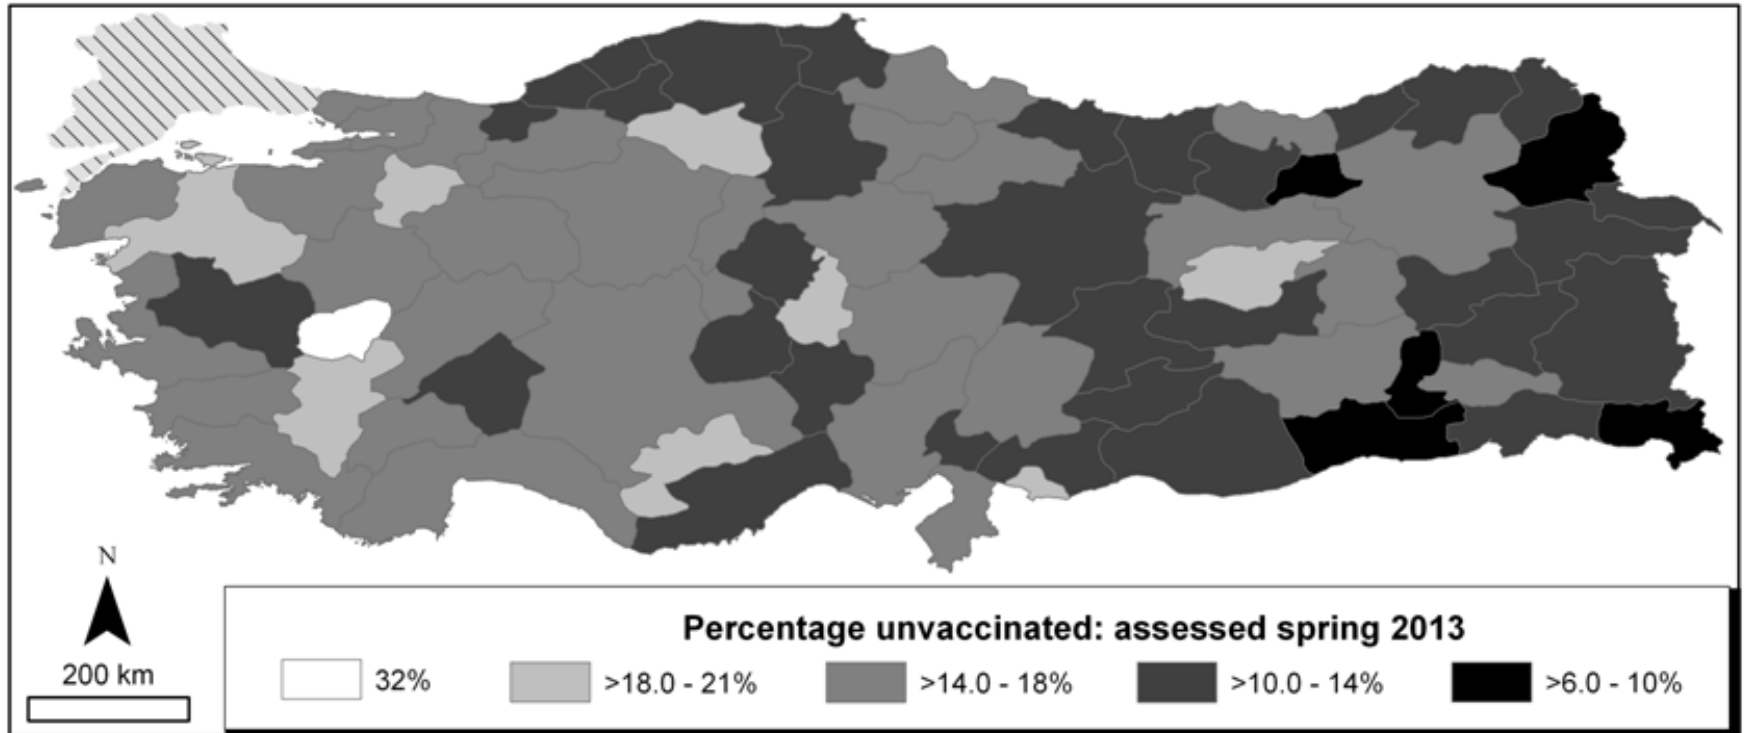 N
200 km
Percentage unvaccinated: assessed spring 2013
32%
>18.0 - 21%
>14.0 - 18%
>10.0 - 14%
>6.0 - 10%